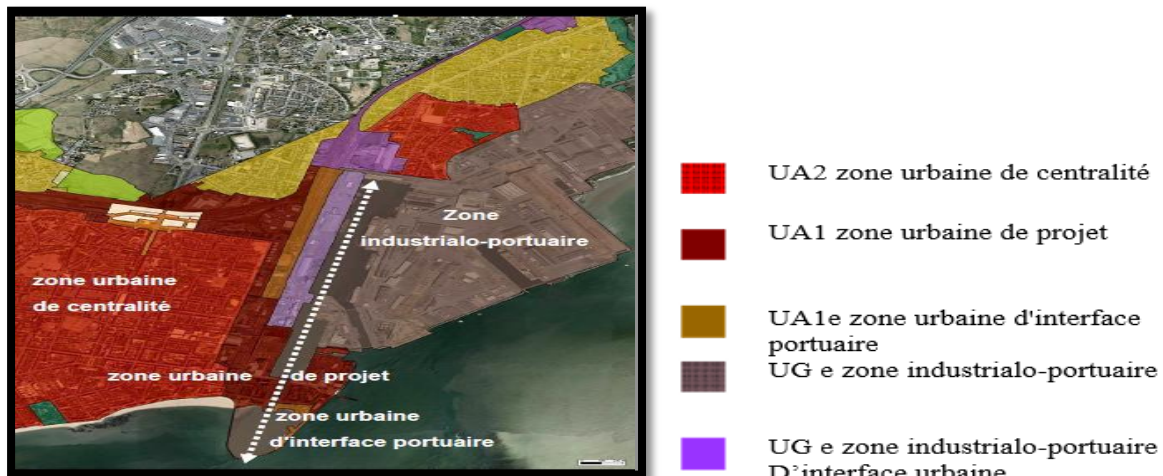 Zone
industrialo-portuaire
zone urbaine
de centralité
zone urbaine de projet
zone urbaine
d'interface portuaire
UA2 zone urbaine de centralité
UA1 zone urbaine de projet
UA1e zone urbaine d'interface
portuaire
UG e zone industrialo-portuaire
UG e zone industrialo-portuaire
D'interface urbaine